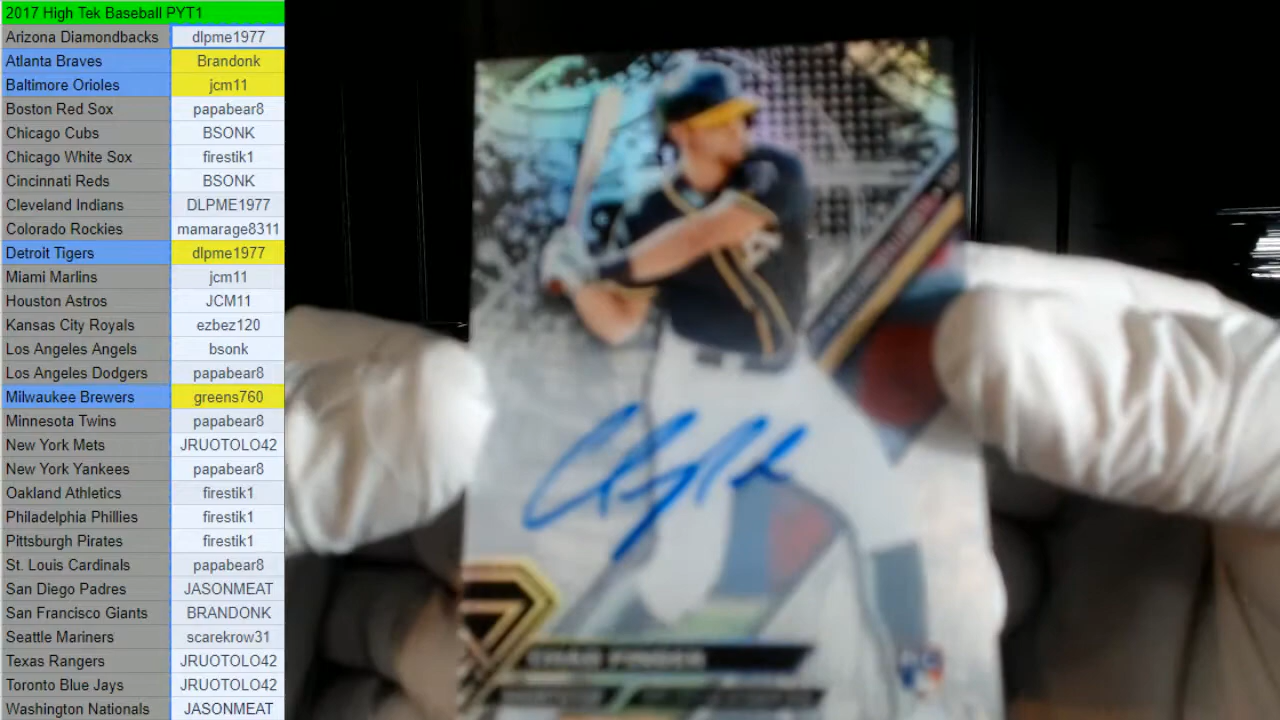 2017 High Tek Baseball PYT1
Arizona Diamondbacks dlpme1977
Atlanta Braves Brandonk
Baltimore Orioles jcm11
Boston Red Sox papabear8
Chicago Cubs BSONK
Chicago White Sox firestik1
Cincinnati Reds BSONK
Cleveland Indians DLPME1977
Colorado Rockies mamarage8311
Detroit Tigers dlpme1977
Miami Marlins jcm11
Houston Astros JCM11
Kansas City Royals ezbez120
Los Angeles Angels bsonk
Los Angeles Dodgers papabear8
Milwaukee Brewers greens760
Minnesota Twins papabear8
New York Mets JRUOTOLO42
New York Yankees papabear8
Oakland Athletics firestik1
Philadelphia Phillies firestik1
Pittsburgh Pirates firestik1
St. Louis Cardinals papabear8
San Diego Padres JASONMEAT
San Francisco Giants BRANDONK
Seattle Mariners scarekrow31
Texas Rangers JRUOTOLO42
Toronto Blue Jays JRUOTOLO42
Washington Nationals JASONMEAT
CHAD PINDER